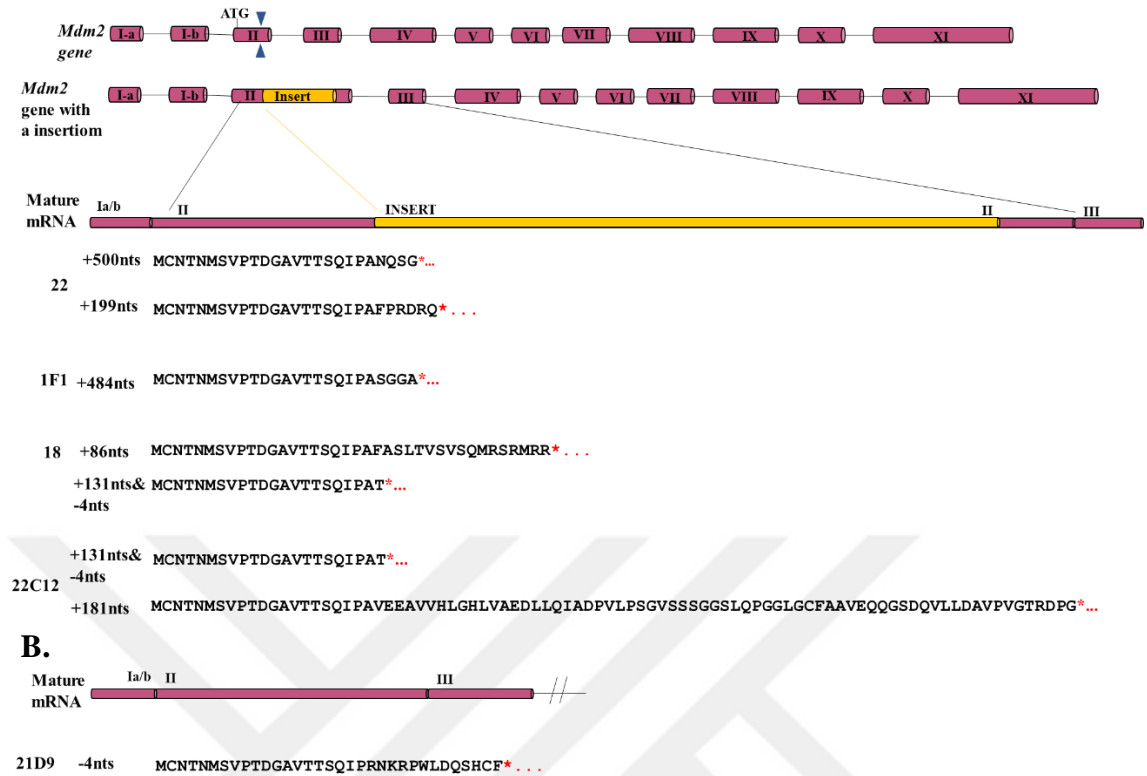 ATG
Mdm2 gene I-a I-b II III IV V VI VII VIII IX X XI
Mdm2 gene with a insertiom I-a I-b II Insert III IV V VI VII VIII IX X XI
Mature mRNA Ia/b II INSERT II III
22 +500nts MCNTNMSVPTDGAVTTSQIPANQSG*...
+199nts MCNTNMSVPTDGAVTTSQIPAFPRDRQ*...
1F1 +484nts MCNTNMSVPTDGAVTTSQIPASGGA*...
18 +86nts MCNTNMSVPTDGAVTTSQIPAFASLTVSVSQMRSRMRR*...
+131nts& -4nts MCNTNMSVPTDGAVTTSQIPAT*...
22C12 +131nts& -4nts MCNTNMSVPTDGAVTTSQIPAT*...
+181nts MCNTNMSVPTDGAVTTSQIPAVEEAVVHLGHLVAEDLLQIADPVLPSGVSSSGGSLQPGGLGCFAAVEQQGSDQVLLDAVPVGTRDPG*...
B.
Mature mRNA Ia/b II III
21D9 -4nts MCNTNMSVPTDGAVTTSQIPRNKRPWLDQSHCF*...